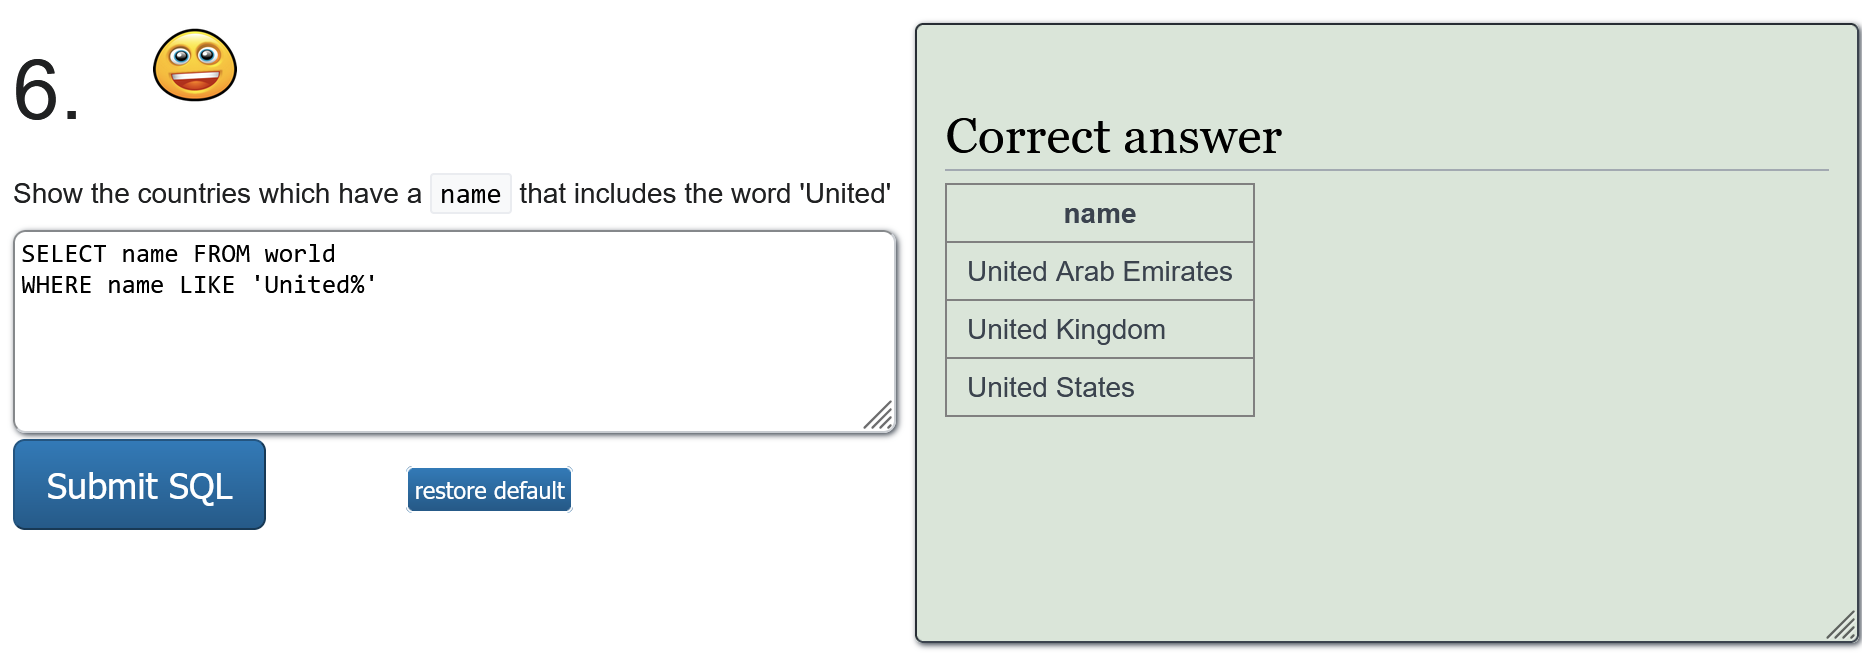 6.
Show the countries which have a name that includes the word 'United'
SELECT name FROM world
WHERE name LIKE 'United%'
Submit SQL
restore default
Correct answer
name
United Arab Emirates
United Kingdom
United States